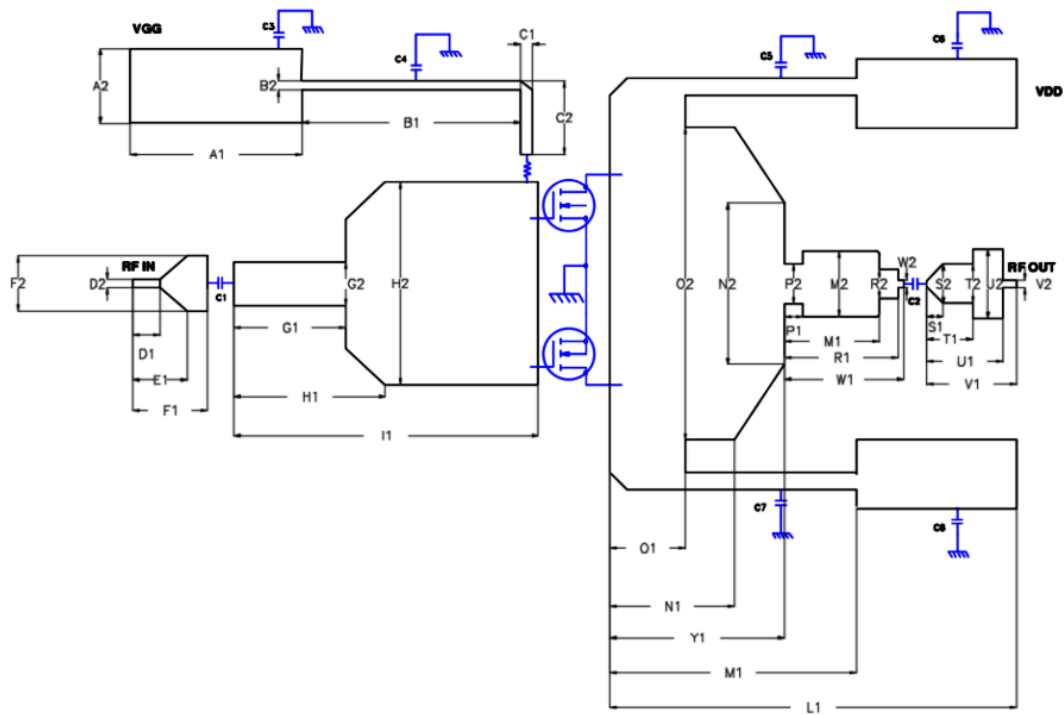 VGG
C3
C4
C1
C5
C6
VDD
A2
B2
B1
C2
A1
RF IN
F2
D2
C1
G2
H2
G1
D1
E1
F1
H1
I1
O2
N2
P2
M2
R2
W2
C2
S2
T2
U2
RF OUT
V2
P1
M1
R1
W1
S1
T1
U1
V1
C7
C8
O1
N1
Y1
M1
L1